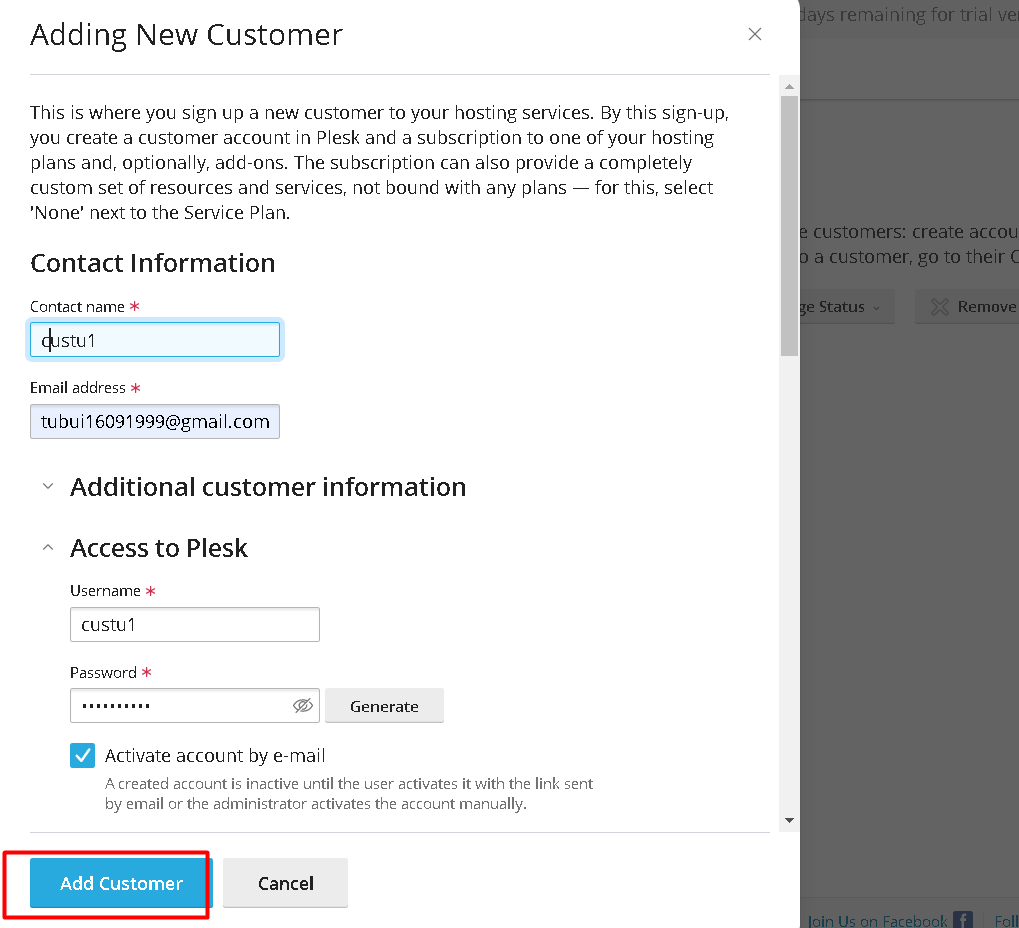 Adding New Customer
days remaining for trial ver
This is where you sign up a new customer to your hosting services. By this sign-up,
you create a customer account in Plesk and a subscription to one of your hosting
plans and, optionally, add-ons. The subscription can also provide a completely
custom set of resources and services, not bound with any plans — for this, select
'None' next to the Service Plan.
e customers: create accou
o a customer, go to their C
ge Status
Remove
Contact Information
Contact name *
custu1
Email address *
tubui16091999@gmail.com
Additional customer information
Access to Plesk
Username *
custu1
Password *
••••••••••
Generate
Activate account by e-mail
A created account is inactive until the user activates it with the link sent
by email or the administrator activates the account manually.
Add Customer
Cancel
Join Us on Facebook
Foll